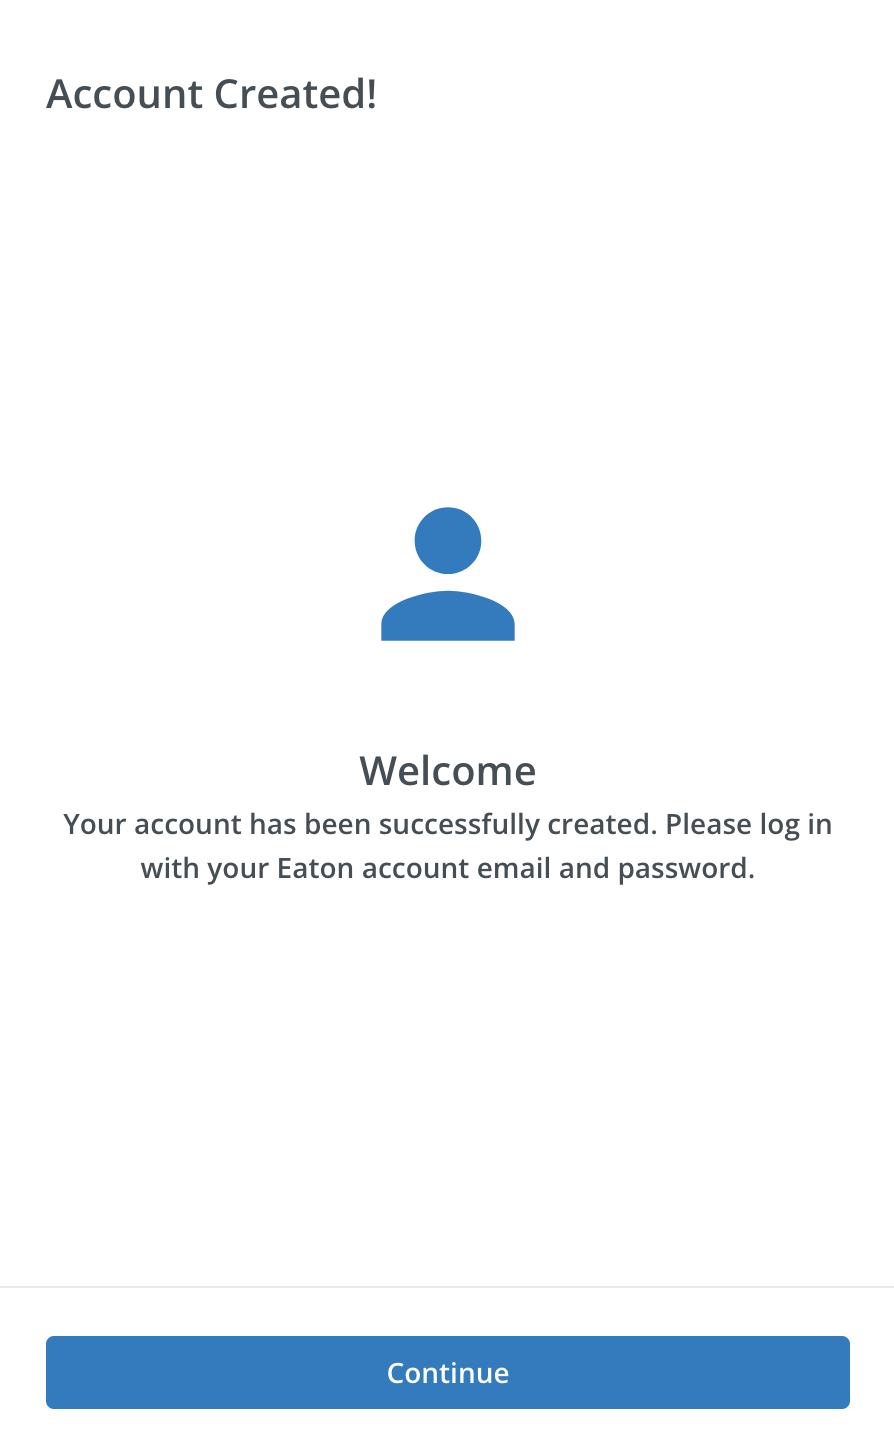 Account Created!
Welcome
Your account has been successfully created. Please log in
with your Eaton account email and password.
Continue